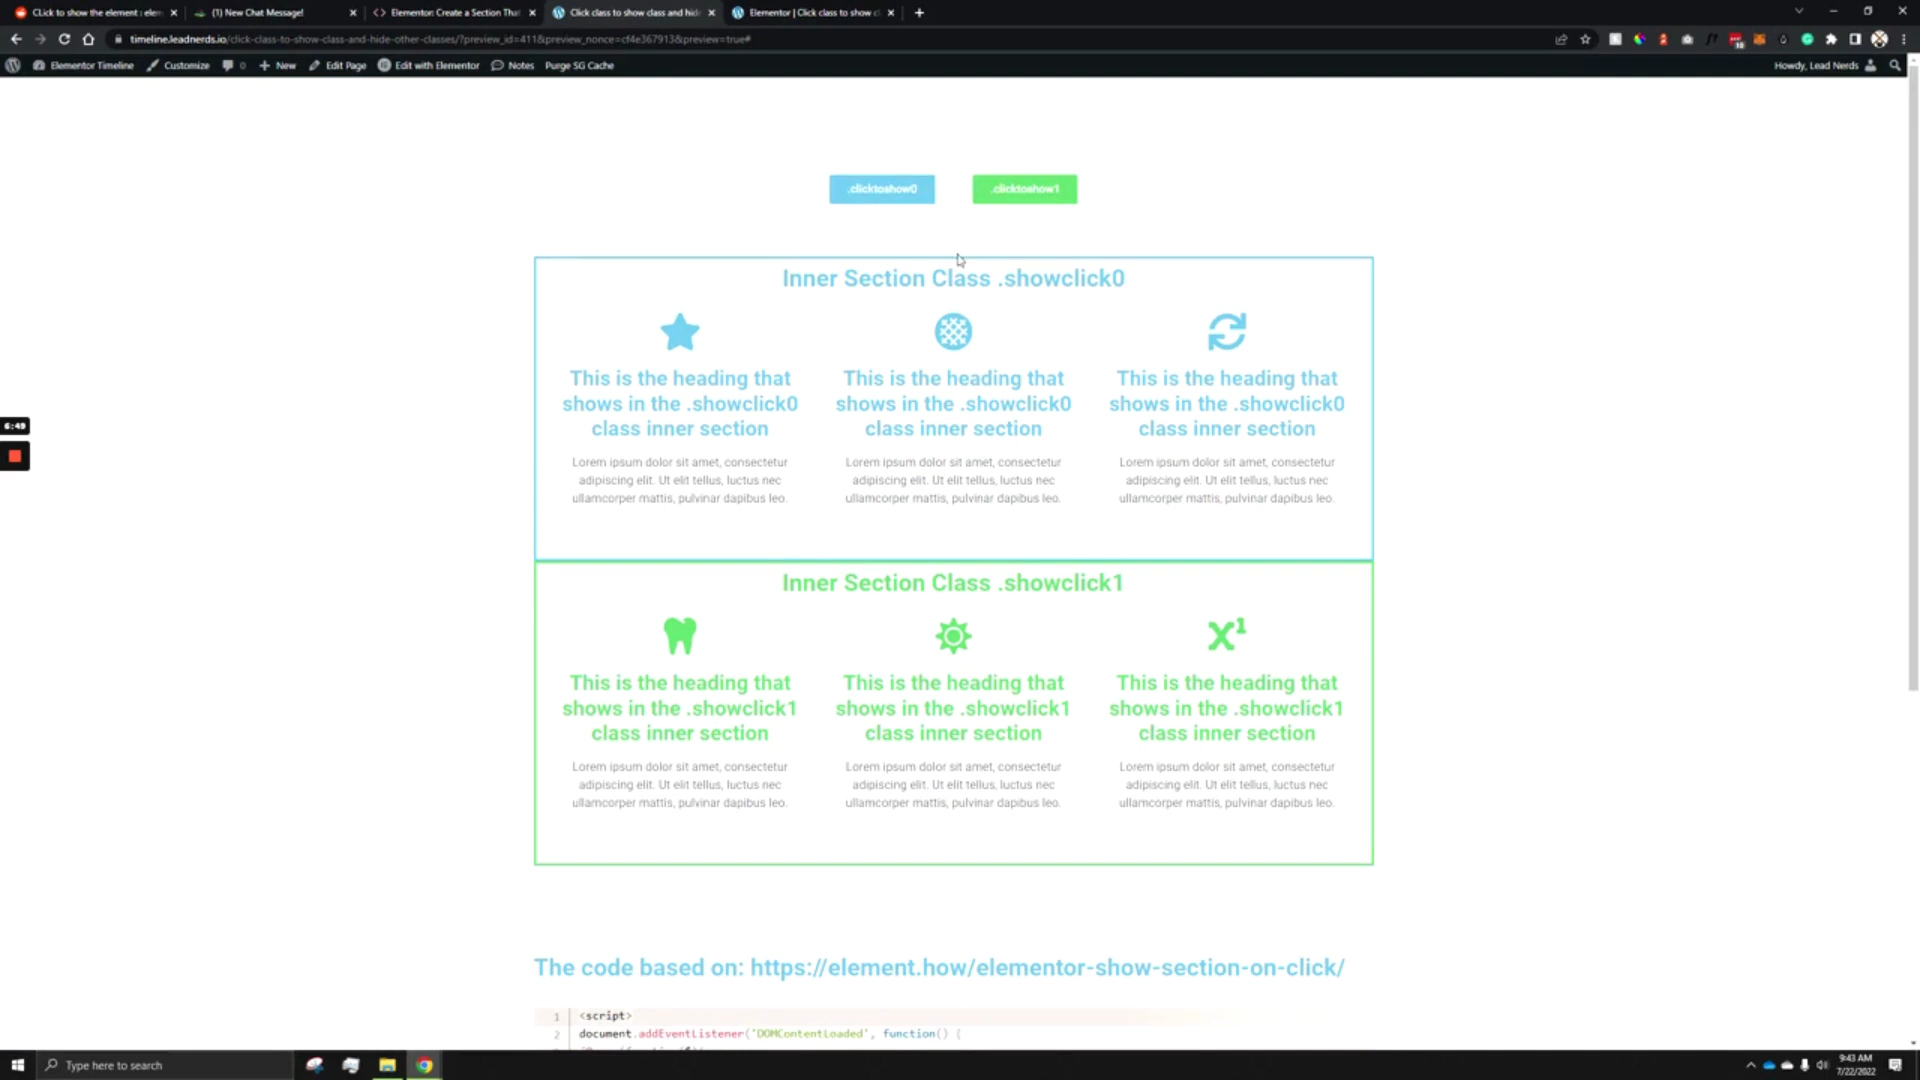 Click to show the element : elem
(1) New Chat Message!
Elementor: Create a Section That
Click class to show class and hide
Elementor | Click class to show cl
timeline.leadnerds.io/click-class-to-show-class-and-hide-other-classes/?preview_id=411&preview_nonce=cf4e367913&preview=true#
Elementor Timeline
Customize
0
New
Edit Page
Edit with Elementor
Notes
Purge SG Cache
Howdy, Lead Nerds
.clicktoshow0
.clicktoshow1
Inner Section Class .showclick0
This is the heading that
shows in the .showclick0
class inner section
Lorem ipsum dolor sit amet, consectetur
adipiscing elit. Ut elit tellus, luctus nec
ullamcorper mattis, pulvinar dapibus leo.
This is the heading that
shows in the .showclick0
class inner section
Lorem ipsum dolor sit amet, consectetur
adipiscing elit. Ut elit tellus, luctus nec
ullamcorper mattis, pulvinar dapibus leo.
This is the heading that
shows in the .showclick0
class inner section
Lorem ipsum dolor sit amet, consectetur
adipiscing elit. Ut elit tellus, luctus nec
ullamcorper mattis, pulvinar dapibus leo.
6:49
Inner Section Class .showclick1
X1
This is the heading that
shows in the .showclick1
class inner section
Lorem ipsum dolor sit amet, consectetur
adipiscing elit. Ut elit tellus, luctus nec
ullamcorper mattis, pulvinar dapibus leo.
This is the heading that
shows in the .showclick1
class inner section
Lorem ipsum dolor sit amet, consectetur
adipiscing elit. Ut elit tellus, luctus nec
ullamcorper mattis, pulvinar dapibus leo.
This is the heading that
shows in the .showclick1
class inner section
Lorem ipsum dolor sit amet, consectetur
adipiscing elit. Ut elit tellus, luctus nec
ullamcorper mattis, pulvinar dapibus leo.
The code based on: https://element.how/elementor-show-section-on-click/
1 <script>
2 document.addEventListener('DOMContentLoaded', function() {
Type here to search
9:43 AM
7/22/2022